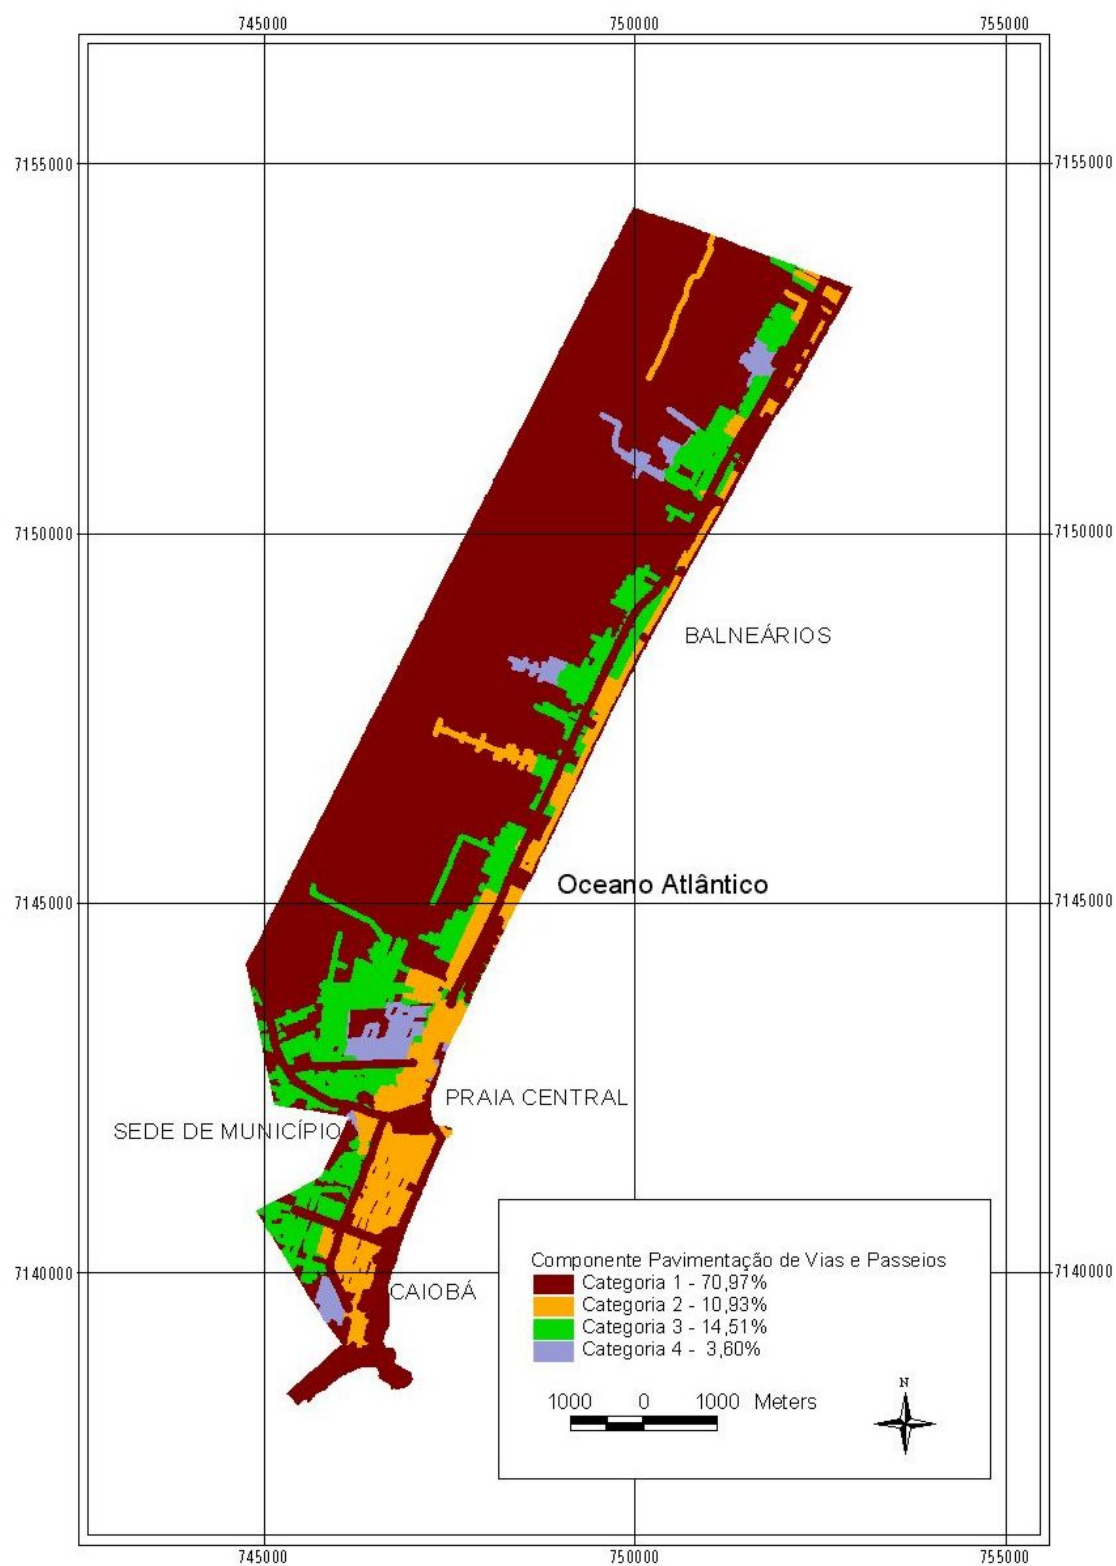 745000 750000 755000
7155000 7155000
7150000 7150000
BALNEÁRIOS
Oceano Atlântico
7145000 7145000
PRAIA CENTRAL
SEDE DE MUNICÍPIO
Componente Pavimentação de Vias e Passeios
7140000 7140000
Categoria 1 - 70,97%
CAIOBÁ
Categoria 2 - 10,93%
Categoria 3 - 14,51%
Categoria 4 - 3,60%
N
1000 0 1000 Meters
745000 750000 755000